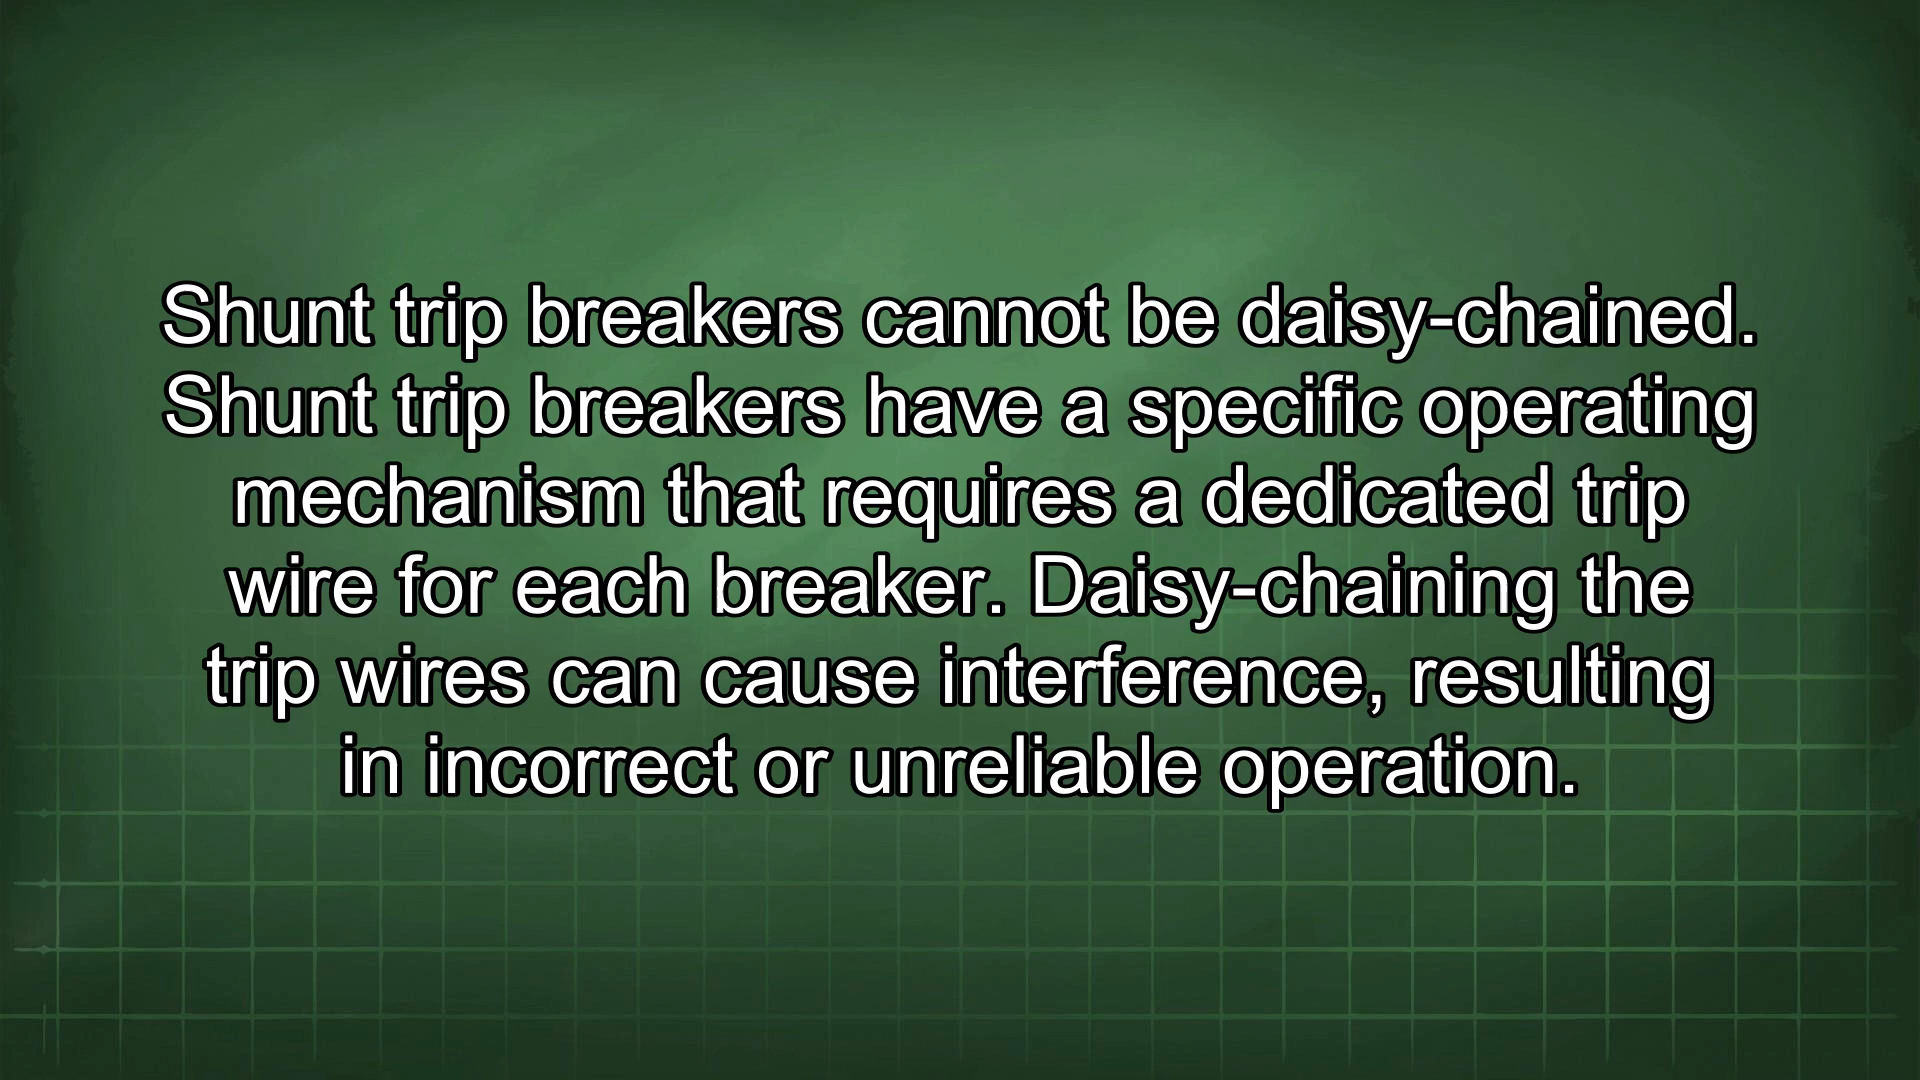 Shunt trip breakers cannot be daisy-chained.
Shunt trip breakers have a specific operating
mechanism that requires a dedicated trip
wire for each breaker. Daisy-chaining the
trip wires can cause interference, resulting
in incorrect or unreliable operation.